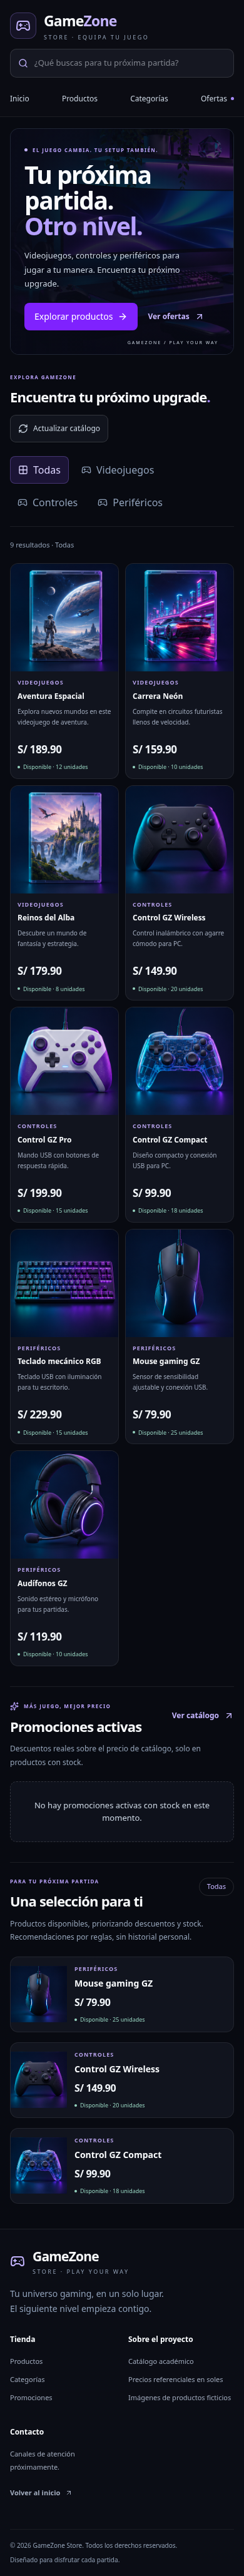 GameZone
STORE · EQUIPA TU JUEGO
¿Qué buscas para tu próxima partida?
Inicio Productos Categorías Ofertas
EL JUEGO CAMBIA. TU SETUP TAMBIÉN.
Tu próxima
partida.
Otro nivel.
Videojuegos, controles y periféricos para
jugar a tu manera. Encuentra tu próximo
upgrade.
Explorar productos Ver ofertas
GAMEZONE / PLAY YOUR WAY
EXPLORA GAMEZONE
Encuentra tu próximo upgrade.
Actualizar catálogo
Todas Videojuegos
Controles Periféricos
9 resultados · Todas
VIDEOJUEGOS
Aventura Espacial
Explora nuevos mundos en este
videojuego de aventura.
S/ 189.90
Disponible · 12 unidades
VIDEOJUEGOS
Carrera Neón
Compite en circuitos futuristas
llenos de velocidad.
S/ 159.90
Disponible · 10 unidades
VIDEOJUEGOS
Reinos del Alba
Descubre un mundo de
fantasía y estrategia.
S/ 179.90
Disponible · 8 unidades
CONTROLES
Control GZ Wireless
Control inalámbrico con agarre
cómodo para PC.
S/ 149.90
Disponible · 20 unidades
CONTROLES
Control GZ Pro
Mando USB con botones de
respuesta rápida.
S/ 199.90
Disponible · 15 unidades
CONTROLES
Control GZ Compact
Diseño compacto y conexión
USB para PC.
S/ 99.90
Disponible · 18 unidades
PERIFÉRICOS
Teclado mecánico RGB
Teclado USB con iluminación
para tu escritorio.
S/ 229.90
Disponible · 15 unidades
PERIFÉRICOS
Mouse gaming GZ
Sensor de sensibilidad
ajustable y conexión USB.
S/ 79.90
Disponible · 25 unidades
PERIFÉRICOS
Audífonos GZ
Sonido estéreo y micrófono
para tus partidas.
S/ 119.90
Disponible · 10 unidades
MÁS JUEGO, MEJOR PRECIO
Promociones activas
Ver catálogo
Descuentos reales sobre el precio de catálogo, solo en
productos con stock.
No hay promociones activas con stock en este
momento.
PARA TU PRÓXIMA PARTIDA
Una selección para ti
Todas
Productos disponibles, priorizando descuentos y stock.
Recomendaciones por reglas, sin historial personal.
PERIFÉRICOS
Mouse gaming GZ
S/ 79.90
Disponible · 25 unidades
CONTROLES
Control GZ Wireless
S/ 149.90
Disponible · 20 unidades
CONTROLES
Control GZ Compact
S/ 99.90
Disponible · 18 unidades
GameZone
STORE · PLAY YOUR WAY
Tu universo gaming, en un solo lugar.
El siguiente nivel empieza contigo.
Tienda
Productos
Categorías
Promociones
Sobre el proyecto
Catálogo académico
Precios referenciales en soles
Imágenes de productos ficticios
Contacto
Canales de atención
próximamente.
Volver al inicio
© 2026 GameZone Store. Todos los derechos reservados.
Diseñado para disfrutar cada partida.